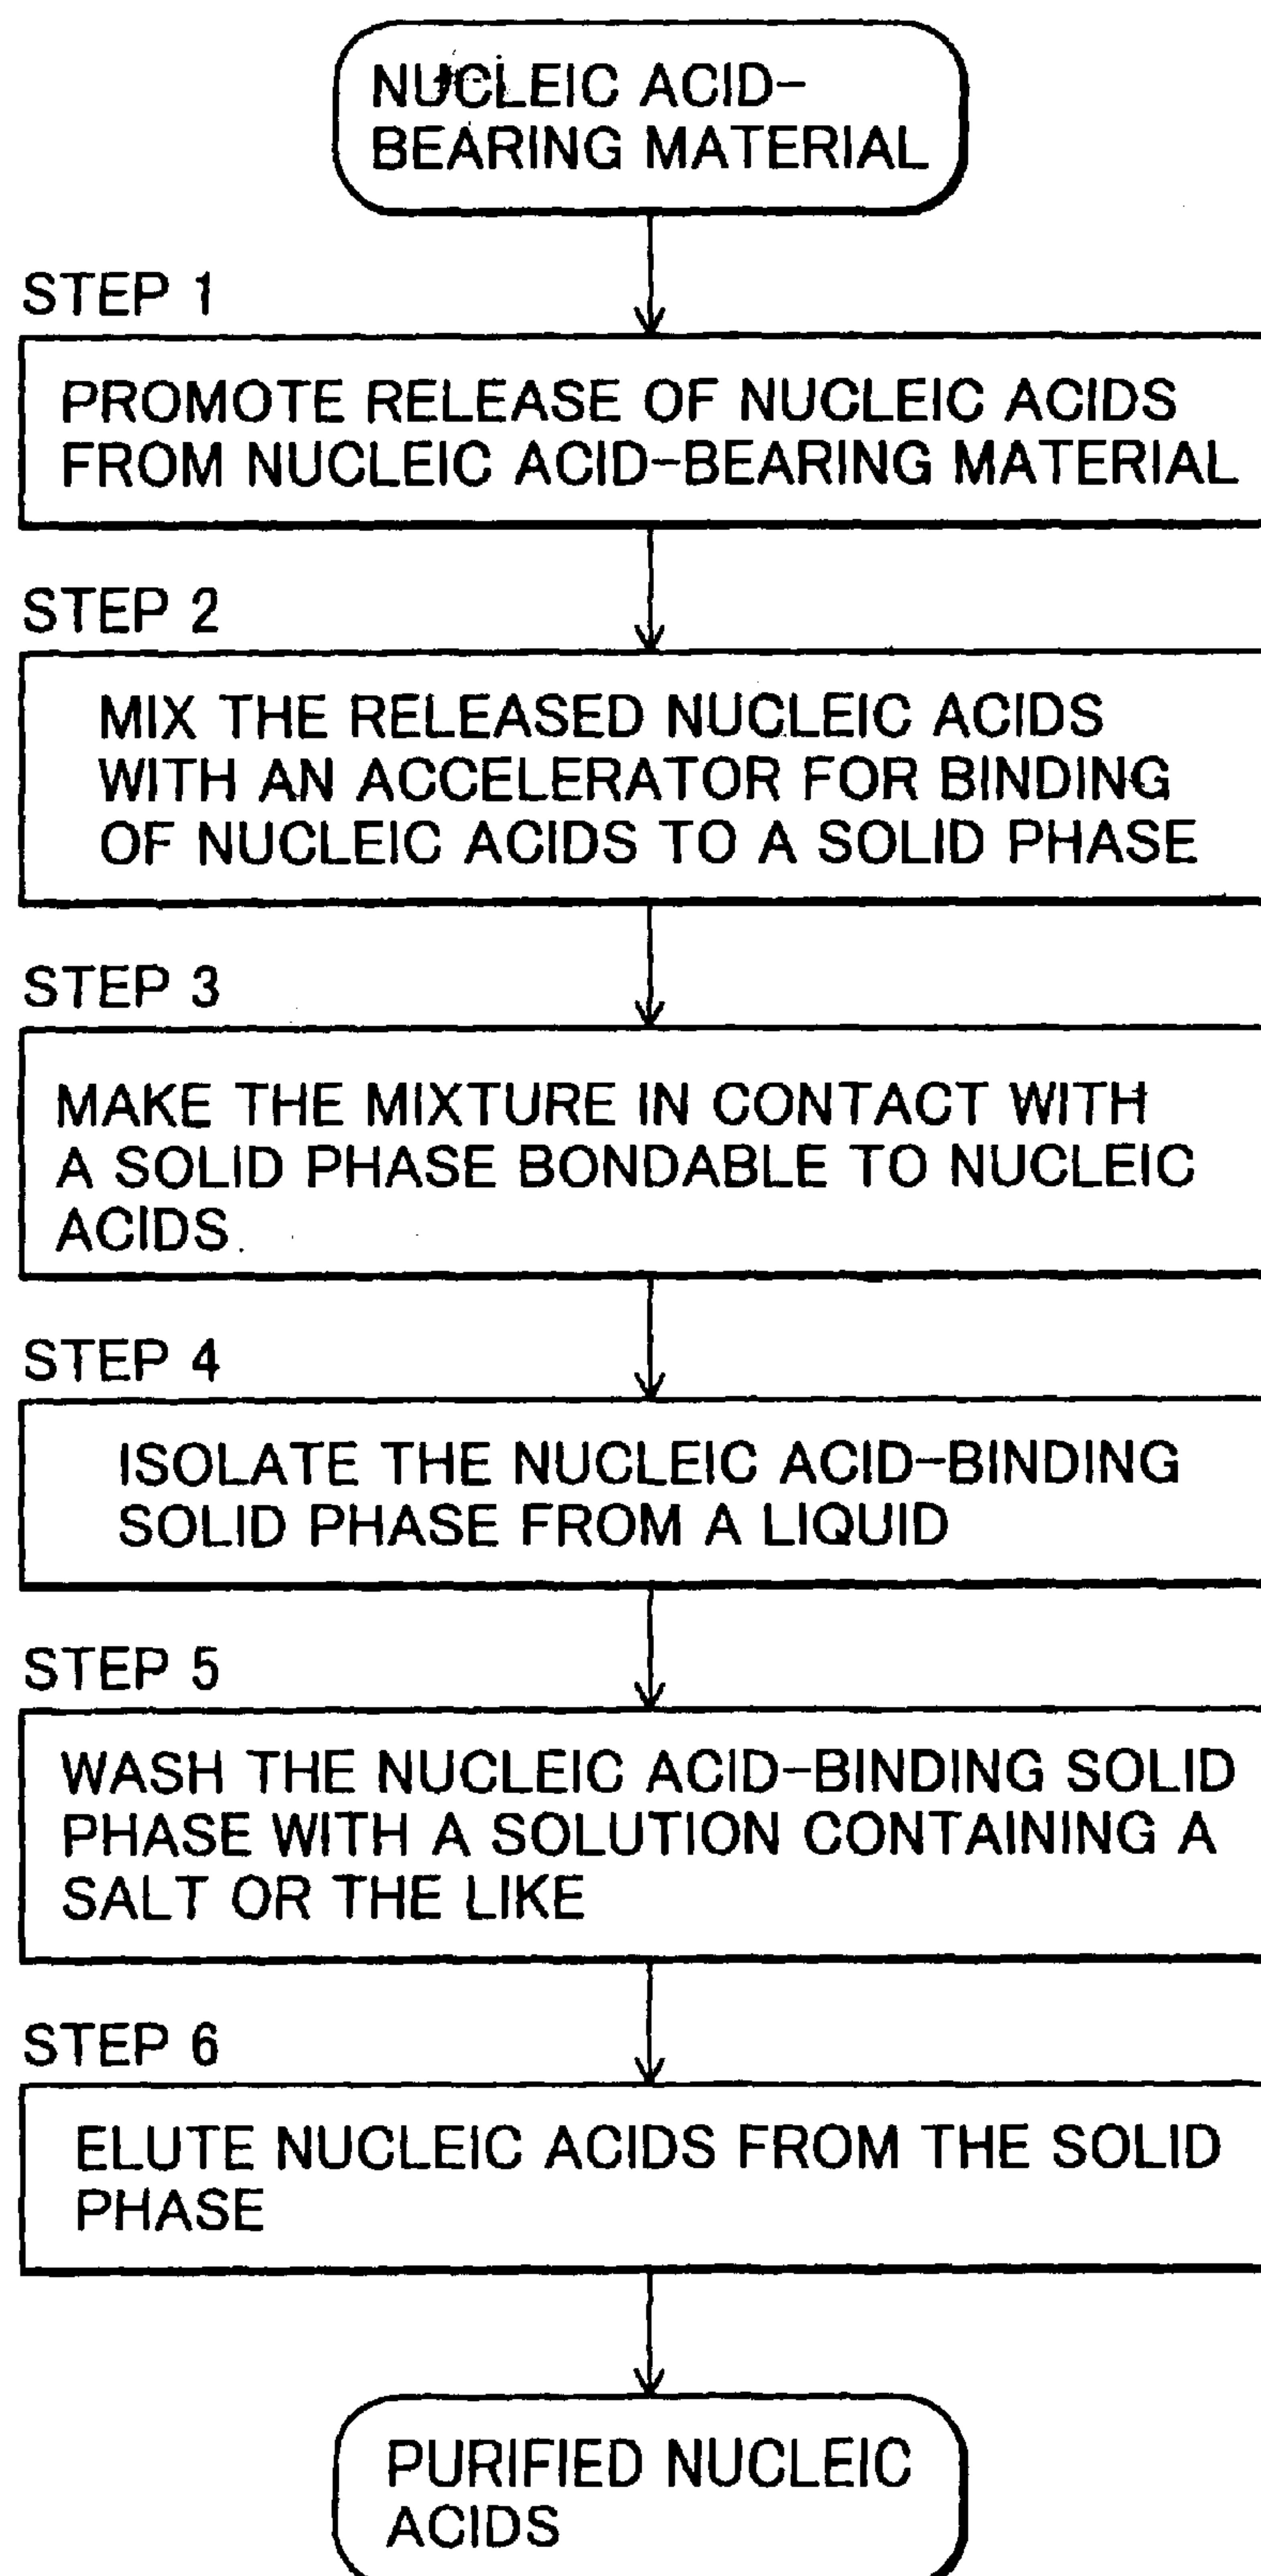 NUCLEIC ACID-
BEARING MATERIAL
STEP 1
PROMOTE RELEASE OF NUCLEIC ACIDS
FROM NUCLEIC ACID-BEARING MATERIAL
STEP 2
MIX THE RELEASED NUCLEIC ACIDS
WITH AN ACCELERATOR FOR BINDING
OF NUCLEIC ACIDS TO A SOLID PHASE
STEP 3
MAKE THE MIXTURE IN CONTACT WITH
A SOLID PHASE BONDABLE TO NUCLEIC
ACIDS
STEP 4
ISOLATE THE NUCLEIC ACID-BINDING
SOLID PHASE FROM A LIQUID
STEP 5
WASH THE NUCLEIC ACID-BINDING SOLID
PHASE WITH A SOLUTION CONTAINING A
SALT OR THE LIKE
STEP 6
ELUTE NUCLEIC ACIDS FROM THE SOLID
PHASE
PURIFIED NUCLEIC
ACIDS